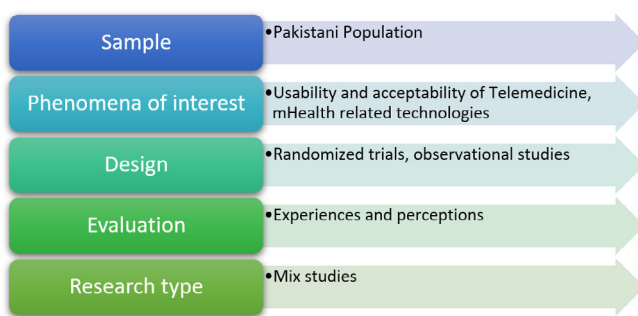 Sample
•Pakistani Population
Phenomena of interest
•Usability and acceptability of Telemedicine,
mHealth related technologies
Design
•Randomized trials, observational studies
Evaluation
•Experiences and perceptions
Research type
•Mix studies